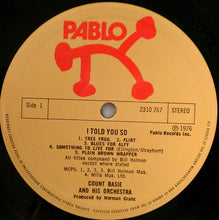 PABLO
Side 1
2310 767
STEREO
℗ 1976
Pablo Records Inc.
I TOLD YOU SO
1. TREE FROG. 2. FLIRT
3. BLUES FOR ALFY
4. SOMETHING TO LIVE FOR (Ellington/Strayhorn)
5. PLAIN BROWN WRAPPER
All titles composed by Bill Holman
except where stated
MCPS. 1, 2, 3, 5. Bill Holman Mus.
4. Mills Mus. Ltd.
COUNT BASIE
AND HIS ORCHESTRA
Produced by Norman Granz